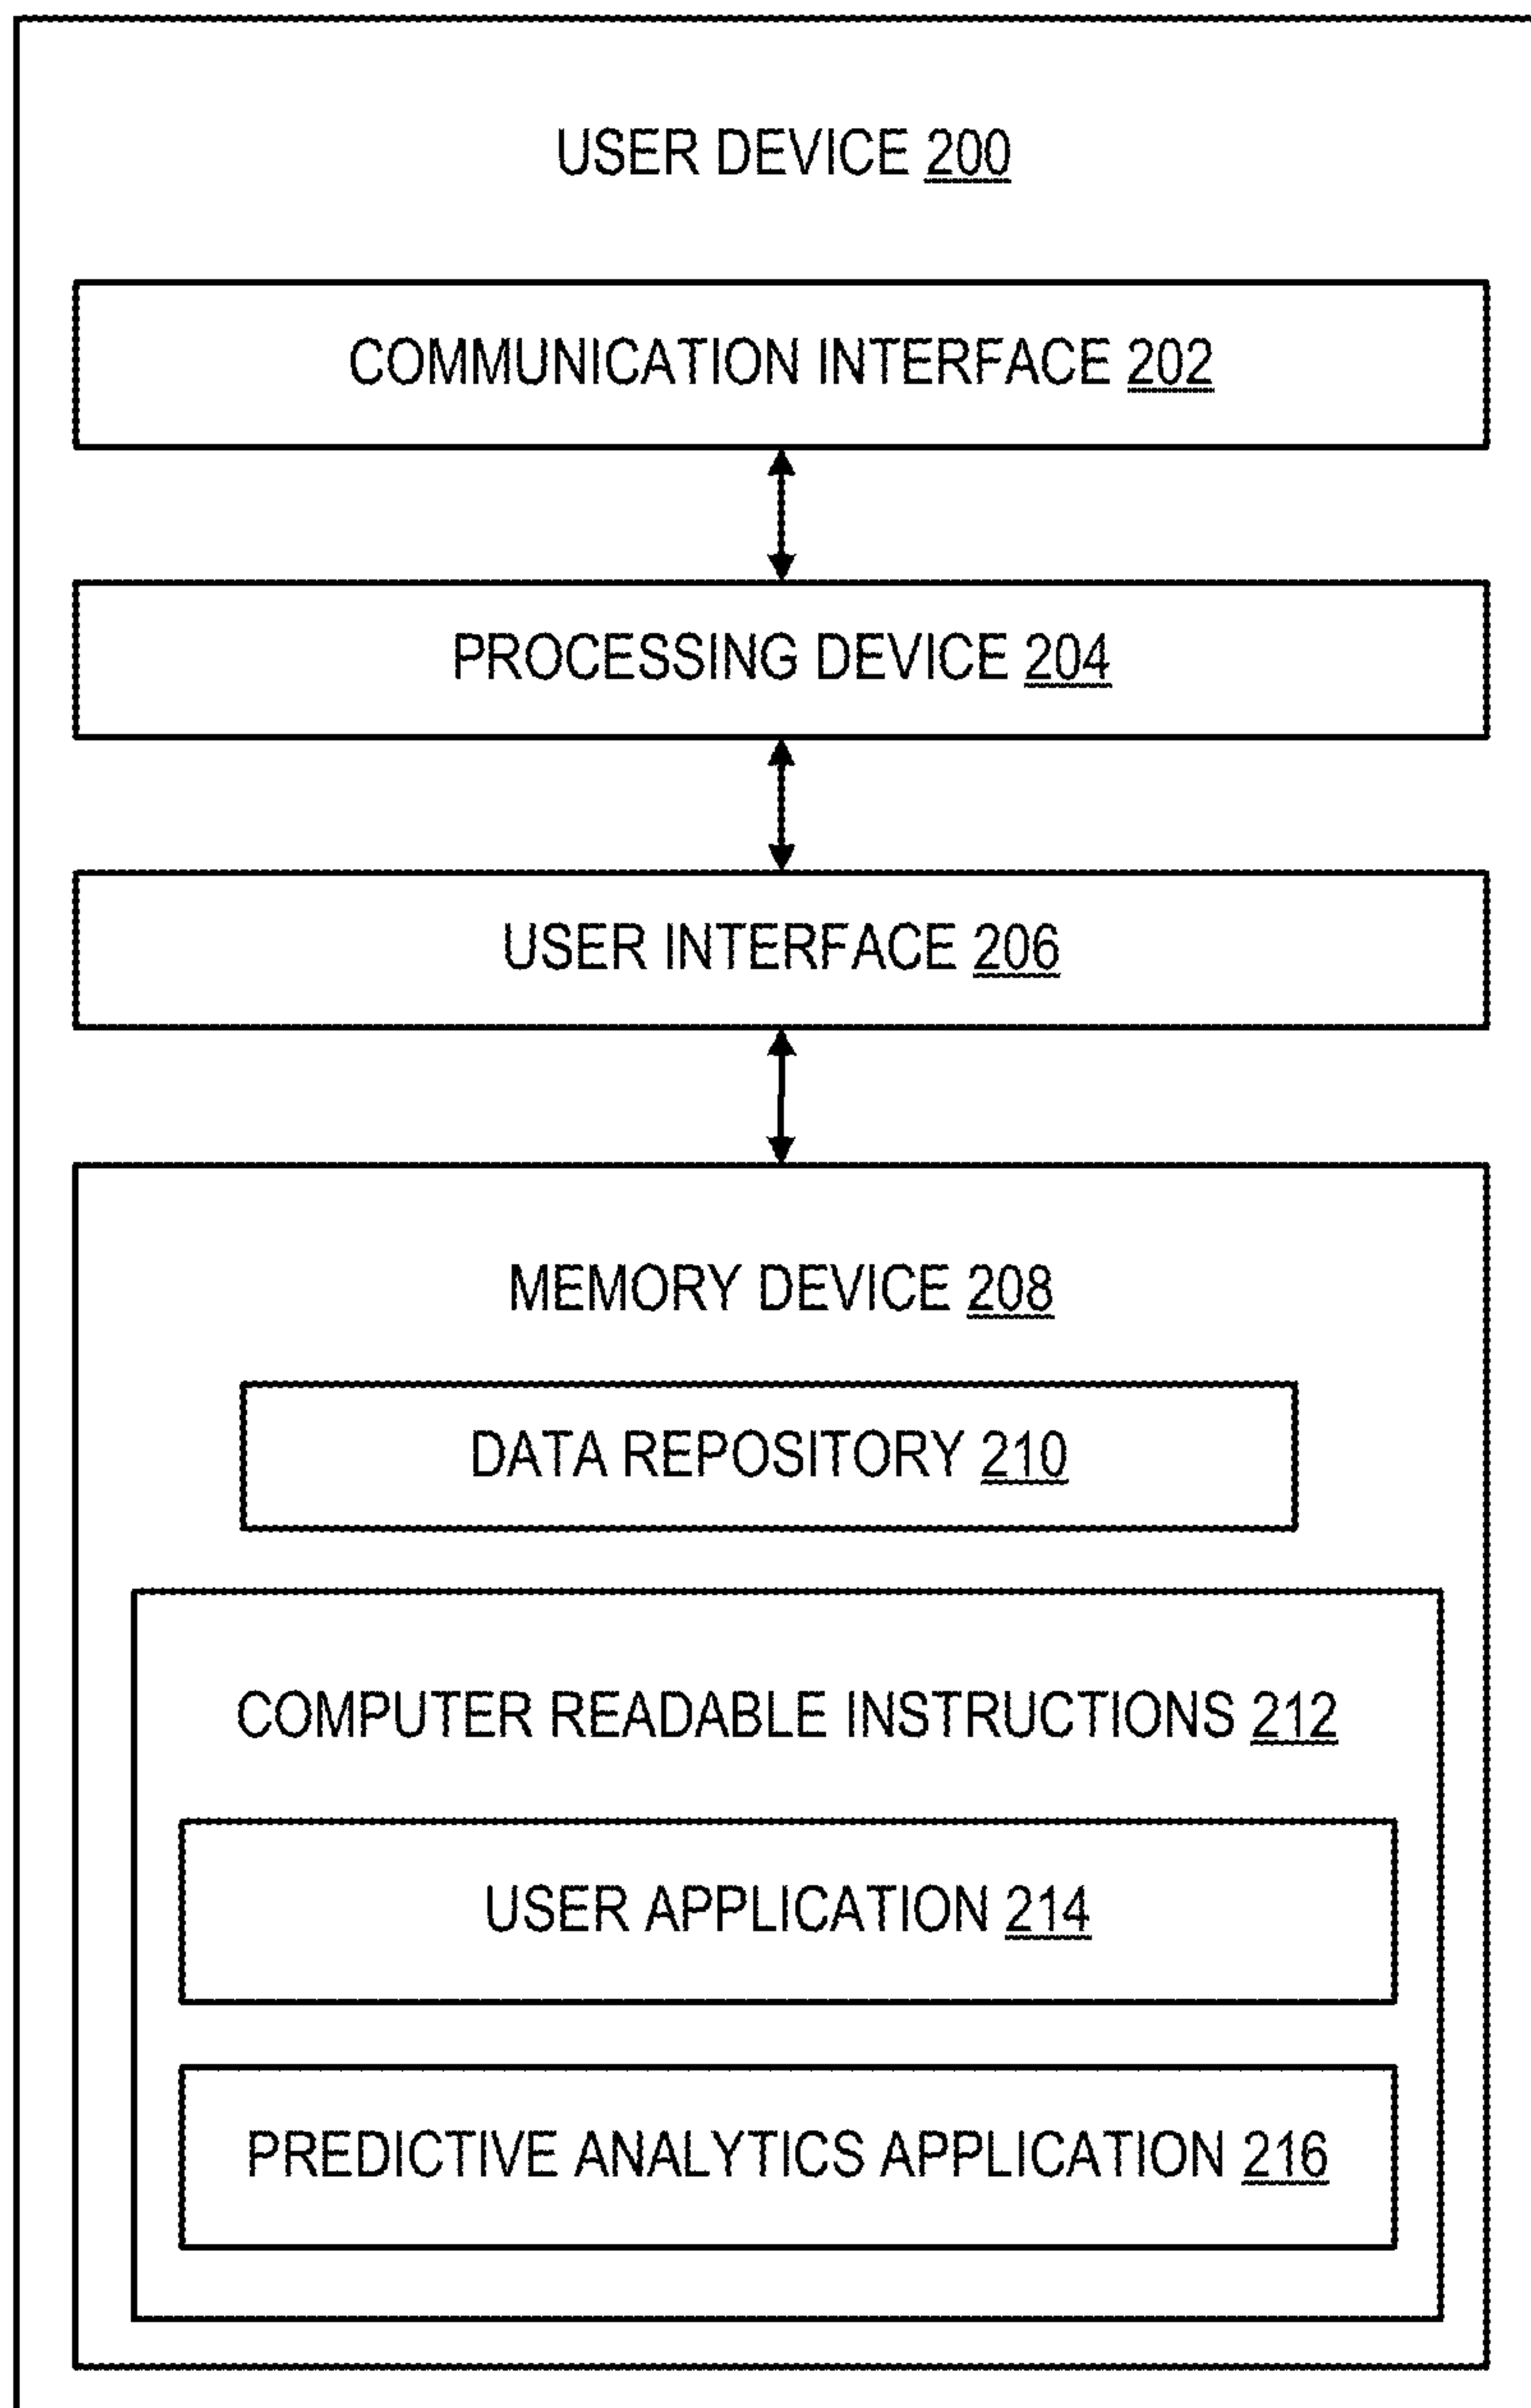 USER DEVICE 200
COMMUNICATION INTERFACE 202
PROCESSING DEVICE 204
USER INTERFACE 206
MEMORY DEVICE 208
DATA REPOSITORY 210
COMPUTER READABLE INSTRUCTIONS 212
USER APPLICATION 214
PREDICTIVE ANALYTICS APPLICATION 216